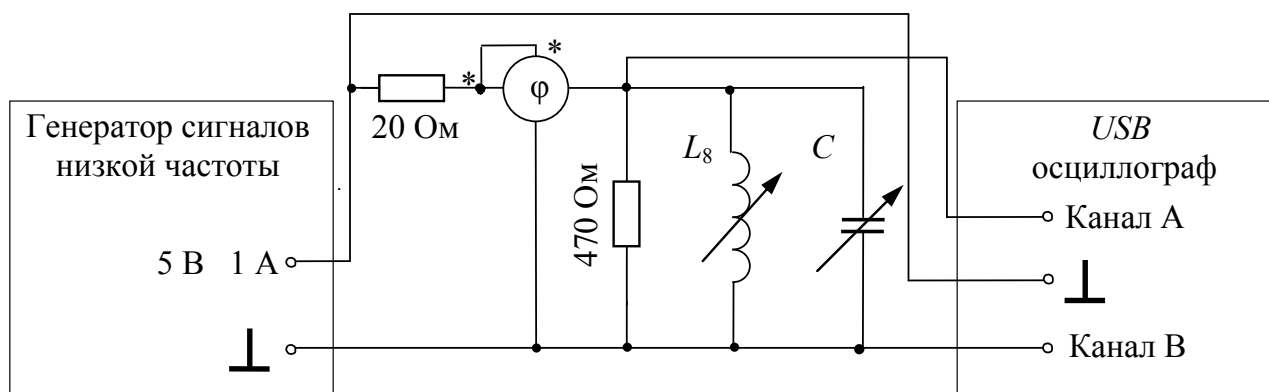 Генератор сигналов
низкой частоты
5 В 1 А
20 Ом
*
*
φ
470 Ом
L8
C
USB
осциллограф
Канал А
Канал В